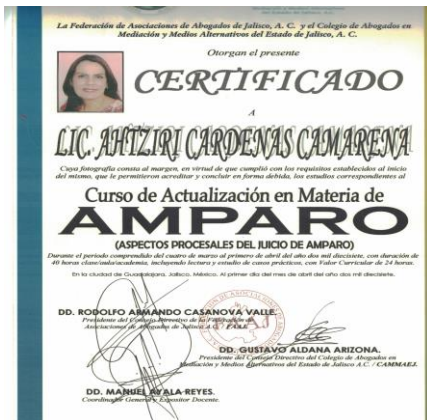 La Federación de Asociaciones de Abogados de Jalisco, A. C. y el Colegio de Abogados en
Mediación y Medios Alternativos del Estado de Jalisco, A. C.
Otorgan el presente
CERTIFICADO
A
LIC. AHTZIRI CARDENAS CAMARENA
Cuya fotografía consta al margen, en virtud de que cumplió con los requisitos establecidos al inicio
del mismo, que le permitieron acreditar y concluir en forma debida, los estudios correspondientes al
Curso de Actualización en Materia de
AMPARO
(ASPECTOS PROCESALES DEL JUICIO DE AMPARO)
Durante el periodo comprendido del cuatro de marzo al primero de abril del año dos mil diecisiete, con duración de
40 horas clase/aula/academia, incluyendo lectura y estudio de casos prácticos, con Valor Curricular de 24 horas.
En la ciudad de Guadalajara, Jalisco, México. Al primer día del mes de abril del año dos mil diecisiete.
DD. RODOLFO ARMANDO CASANOVA VALLE.
Presidente del Consejo Directivo de la Federación de
Asociaciones de Abogados de Jalisco A.C.
DD. GUSTAVO ALDANA ARIZONA.
Presidente del Consejo Directivo del Colegio de Abogados en
Mediación y Medios Alternativos del Estado de Jalisco A.C. / CAMMAEJ.
DD. MANUEL AYALA REYES.
Coordinador General y Expositor Docente.